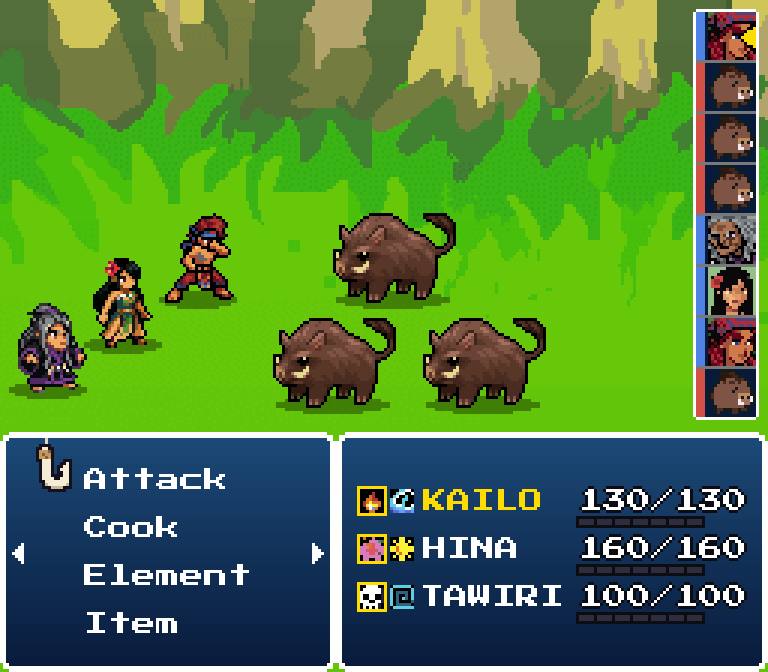 Attack
Cook
Element
Item
KAILO 130/130
HINA 160/160
TAWIRI 100/100